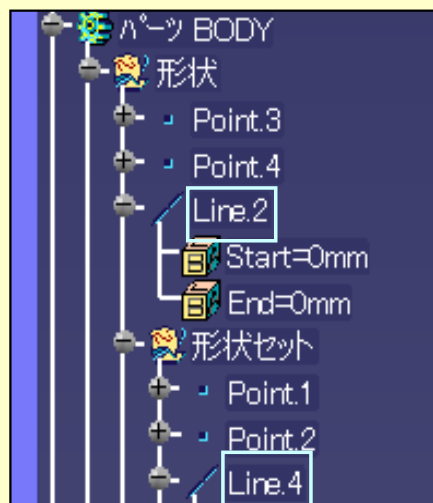 パーツ BODY
形状
Point.3
Point.4
Line.2
Start=0mm
End=0mm
形状セット
Point.1
Point.2
Line.4